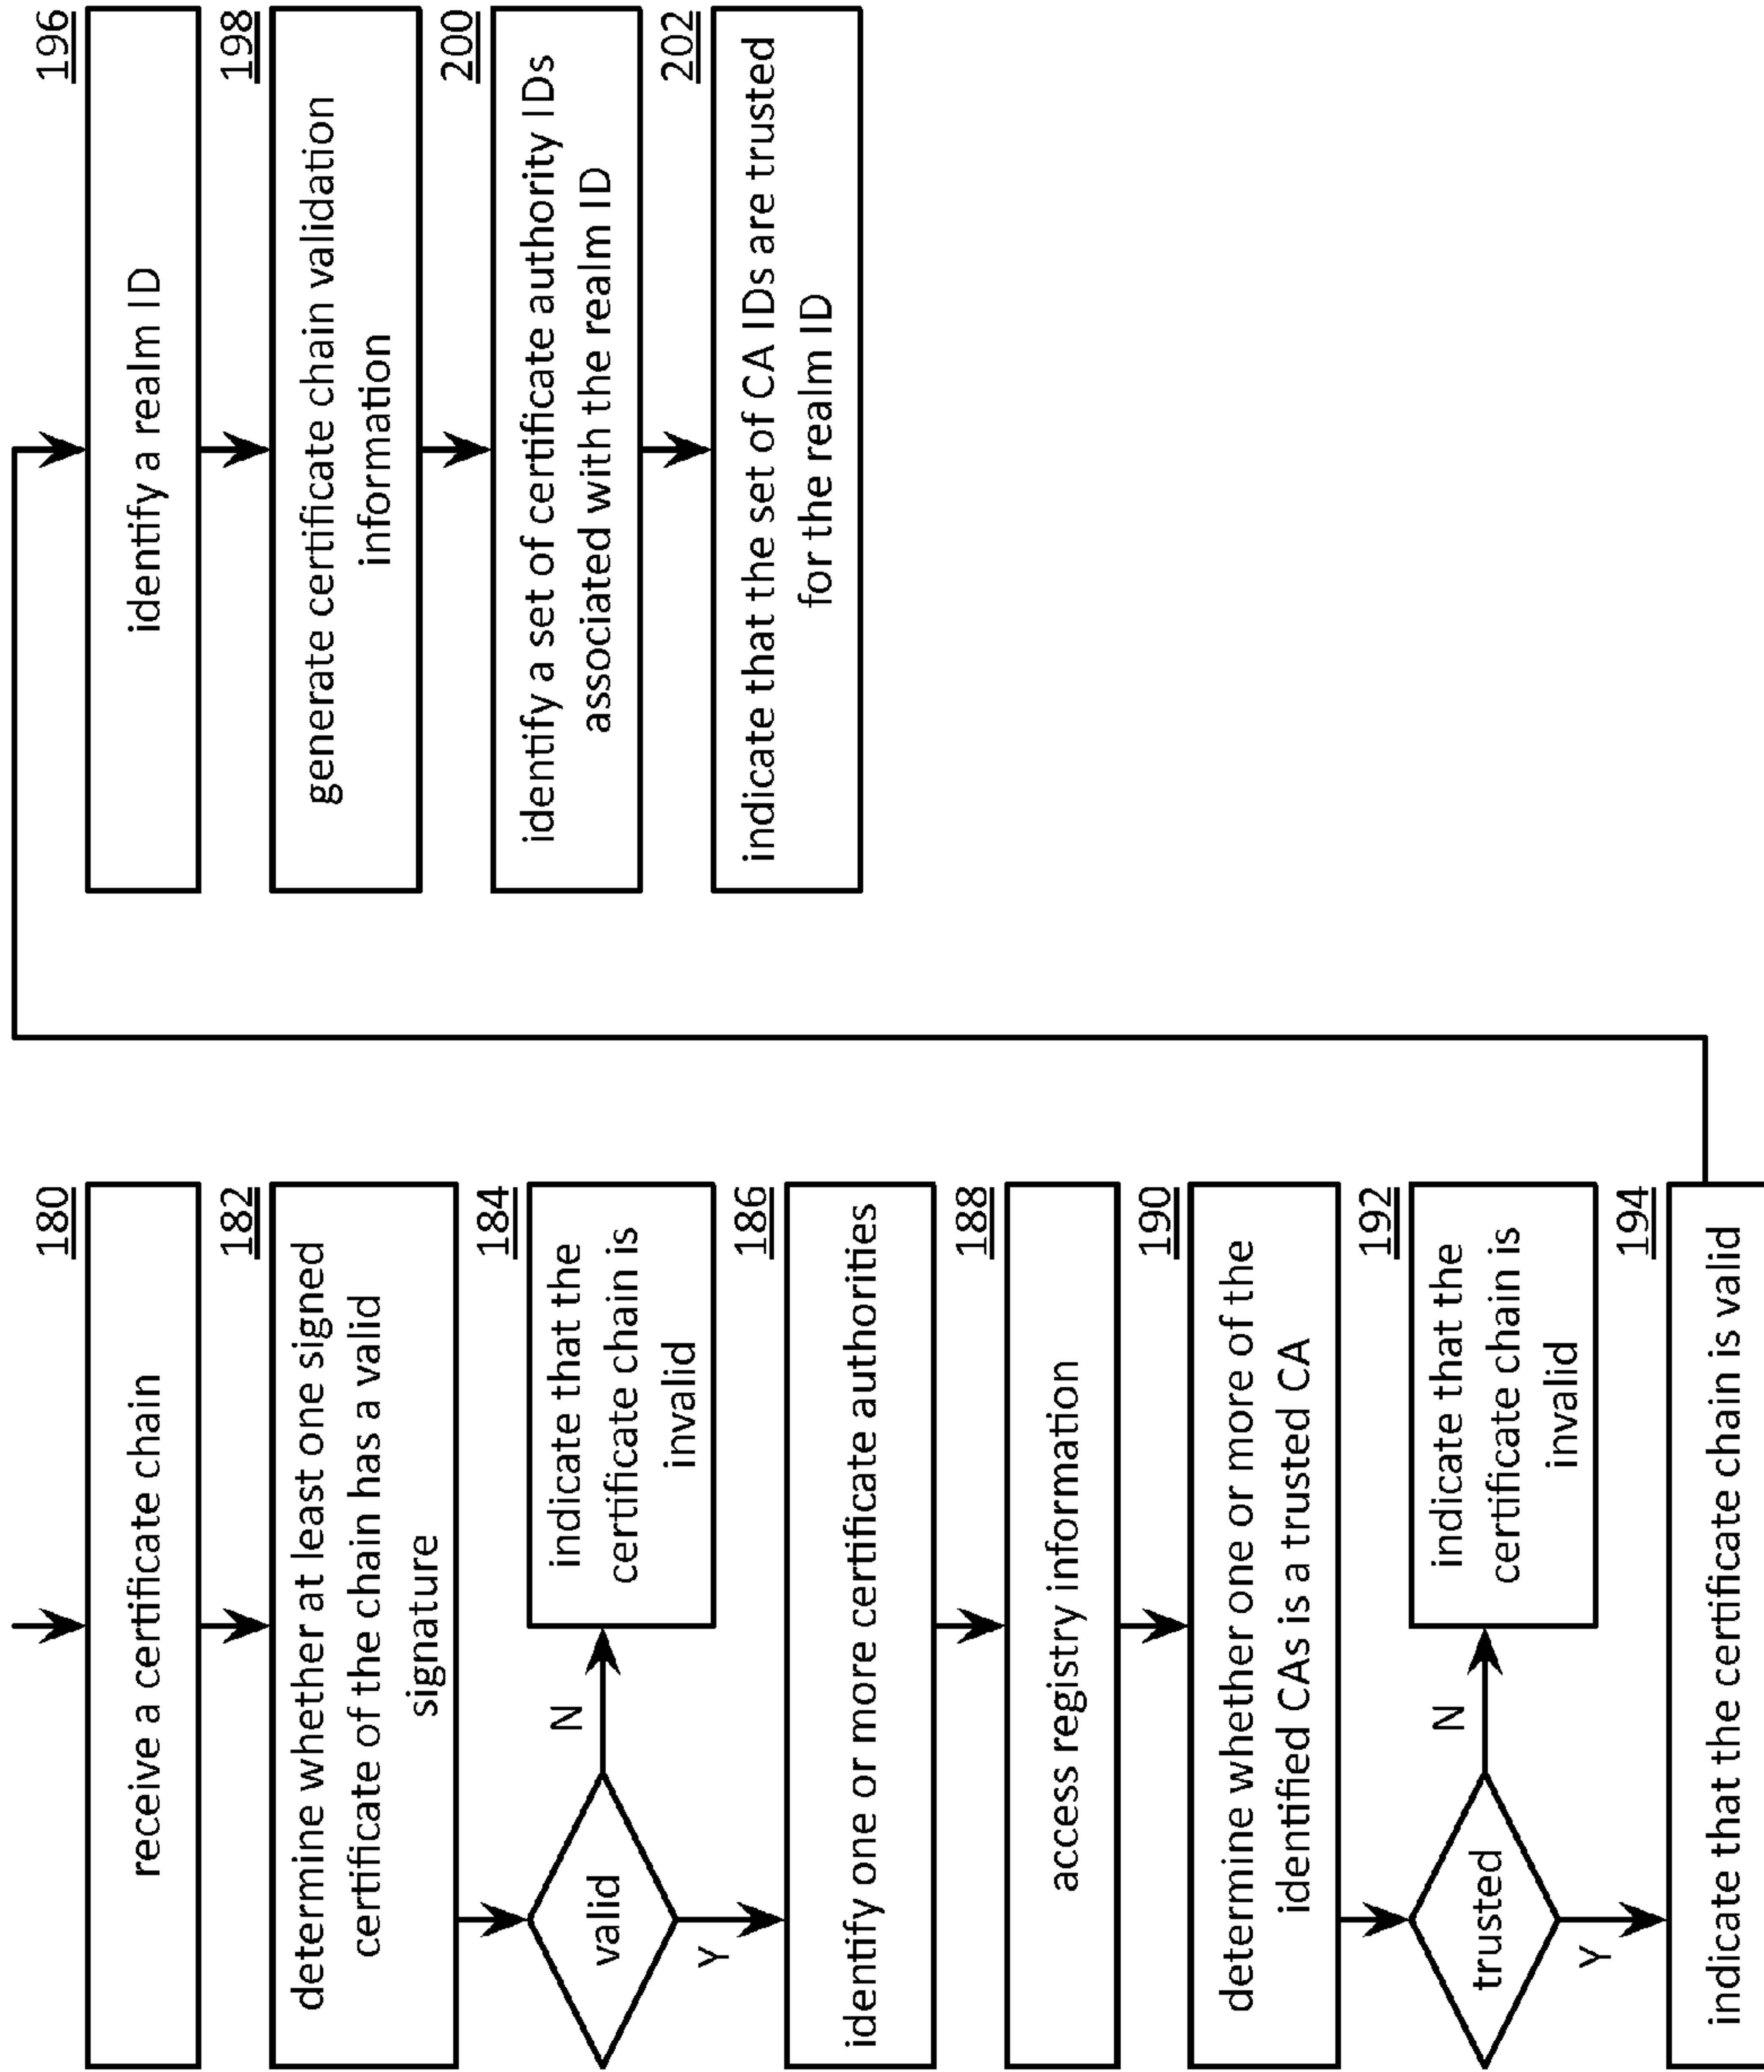 180
receive a certificate chain
182
determine whether at least one signed
certificate of the chain has a valid
signature
valid
N
184
indicate that the
certificate chain is
invalid
Y
186
identify one or more certificate authorities
188
access registry information
190
determine whether one or more of the
identified CAs is a trusted CA
trusted
N
192
indicate that the
certificate chain is
invalid
Y
194
indicate that the certificate chain is valid
196
identify a realm ID
198
generate certificate chain validation
information
200
identify a set of certificate authority IDs
associated with the realm ID
202
indicate that the set of CA IDs are trusted
for the realm ID